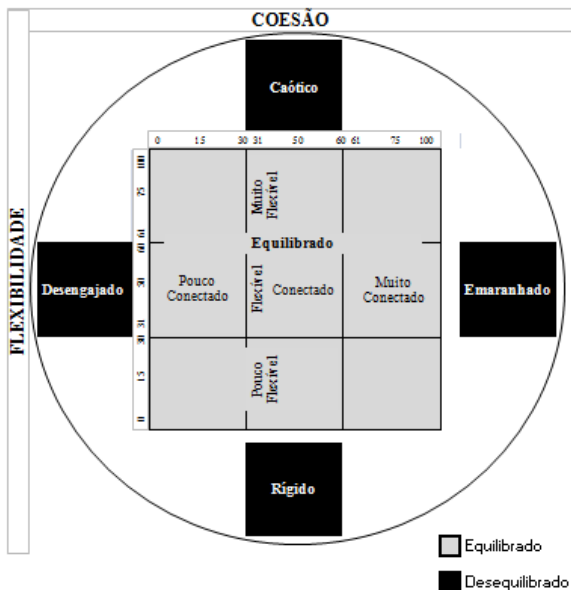 COESÃO
FLEXIBILIDADE
Caótico
0 15 30 31 50 60 61 75 100
100
75
61
60
50
31
30
15
0
Muito
Flexível
Equilibrado
Desengajado
Pouco
Conectado
Flexível
Conectado
Muito
Conectado
Emaranhado
Pouco
Flexível
Rígido
Equilibrado
Desequilibrado